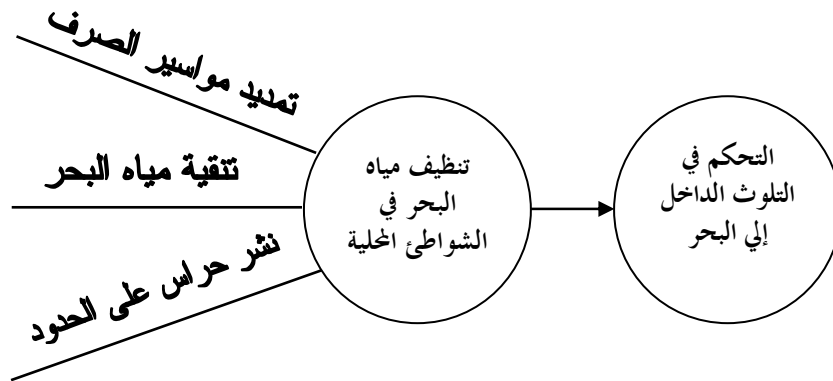 تمديد مواسير الصرف
تنقية مياه البحر
نشر حراس على الحدود
تنظيف مياه
البحر في
الشواطئ المحلية
التحكم في
التلوث الداخل
إلي البحر